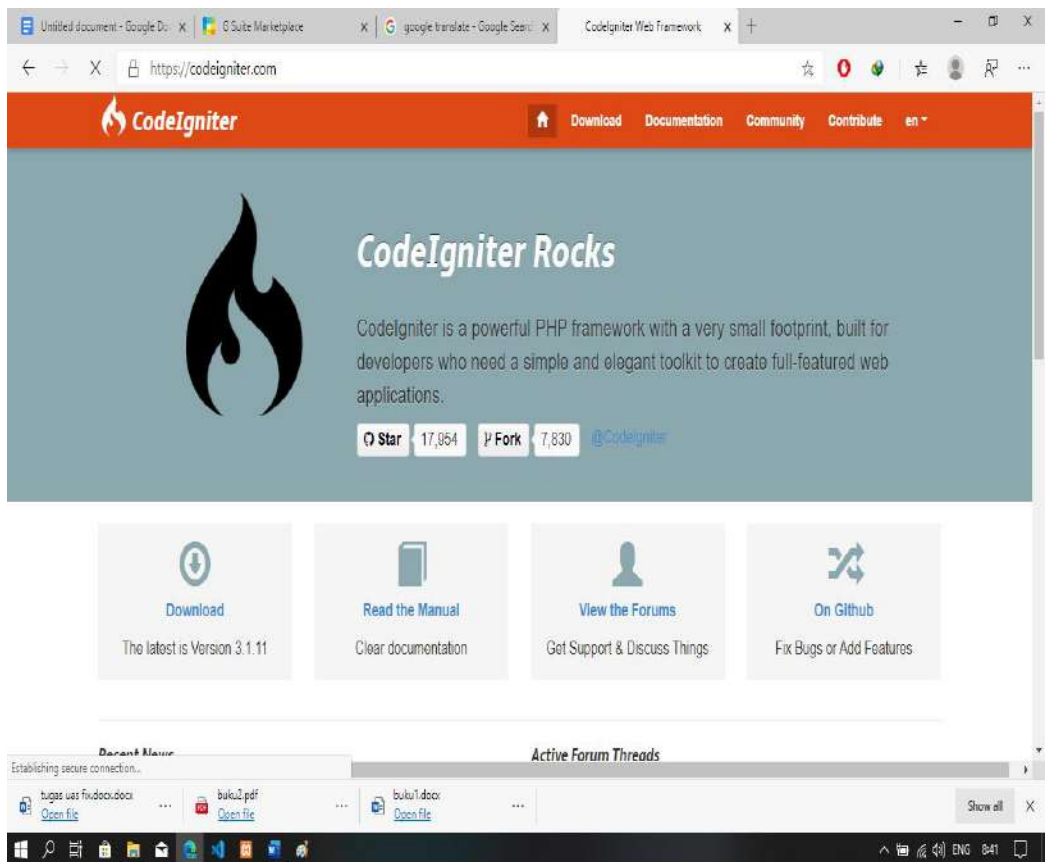 Untitled document - Google Do
G Suite Marketplace
google translate - Google Searc
CodeIgniter Web Framework
https://codeigniter.com
CodeIgniter
Download Documentation Community Contribute en
CodeIgniter Rocks
CodeIgniter is a powerful PHP framework with a very small footprint, built for
developers who need a simple and elegant toolkit to create full-featured web
applications.
Star 17,954 Fork 7,830 @CodeIgniter
Download
The latest is Version 3.1.11
Read the Manual
Clear documentation
View the Forums
Get Support & Discuss Things
On Github
Fix Bugs or Add Features
Recent News
Active Forum Threads
Establishing secure connection...
tugas uas fix.docx.docx
Open file
buku2.pdf
Open file
buku1.docx
Open file
Show all
ENG 8:41